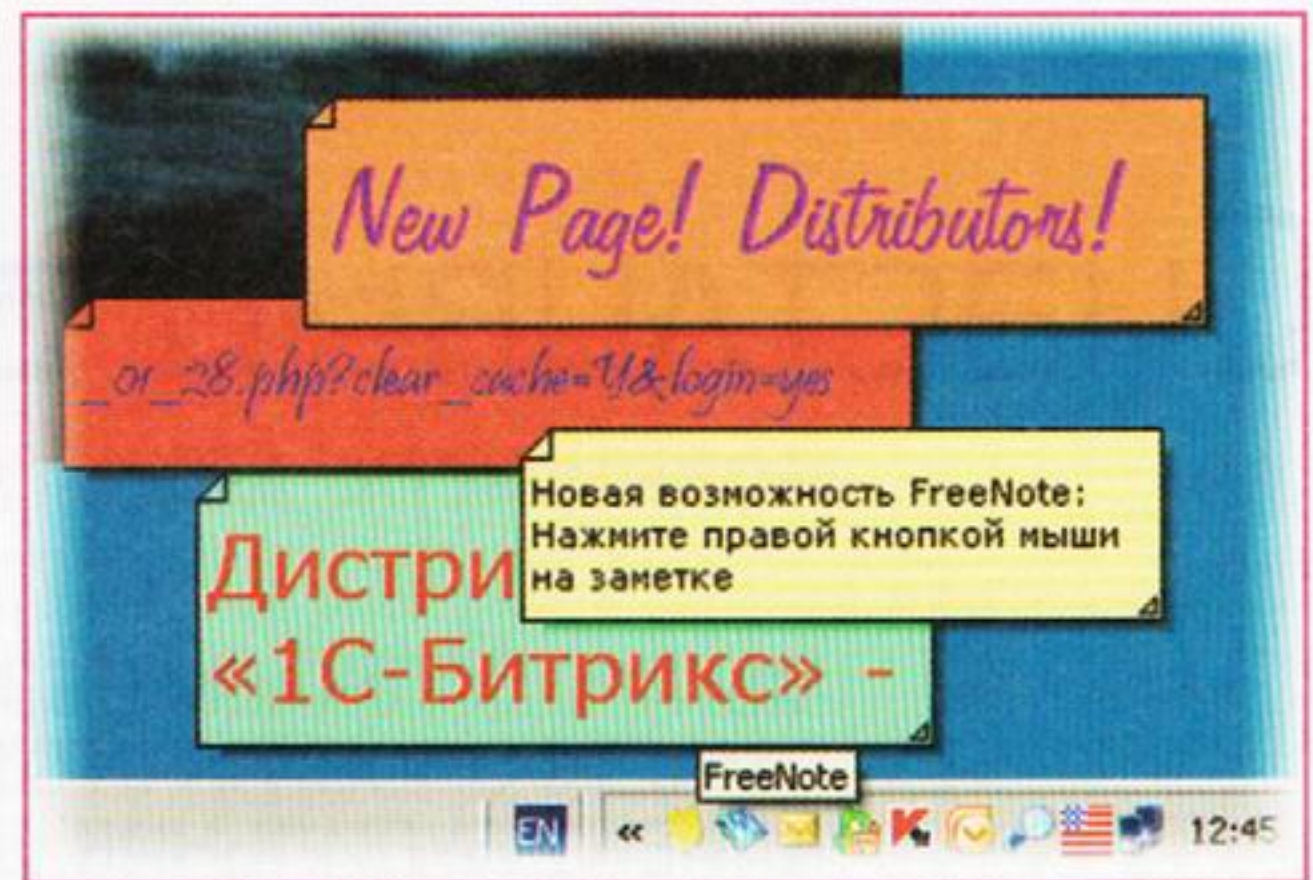 New Page! Distributors!
_or_28.php?clear_cache=Y&login=yes
Новая возможность FreeNote:
Нажмите правой кнопкой мыши
на заметке
Дистри
«1С-Битрикс» -
FreeNote
EN « 12:45